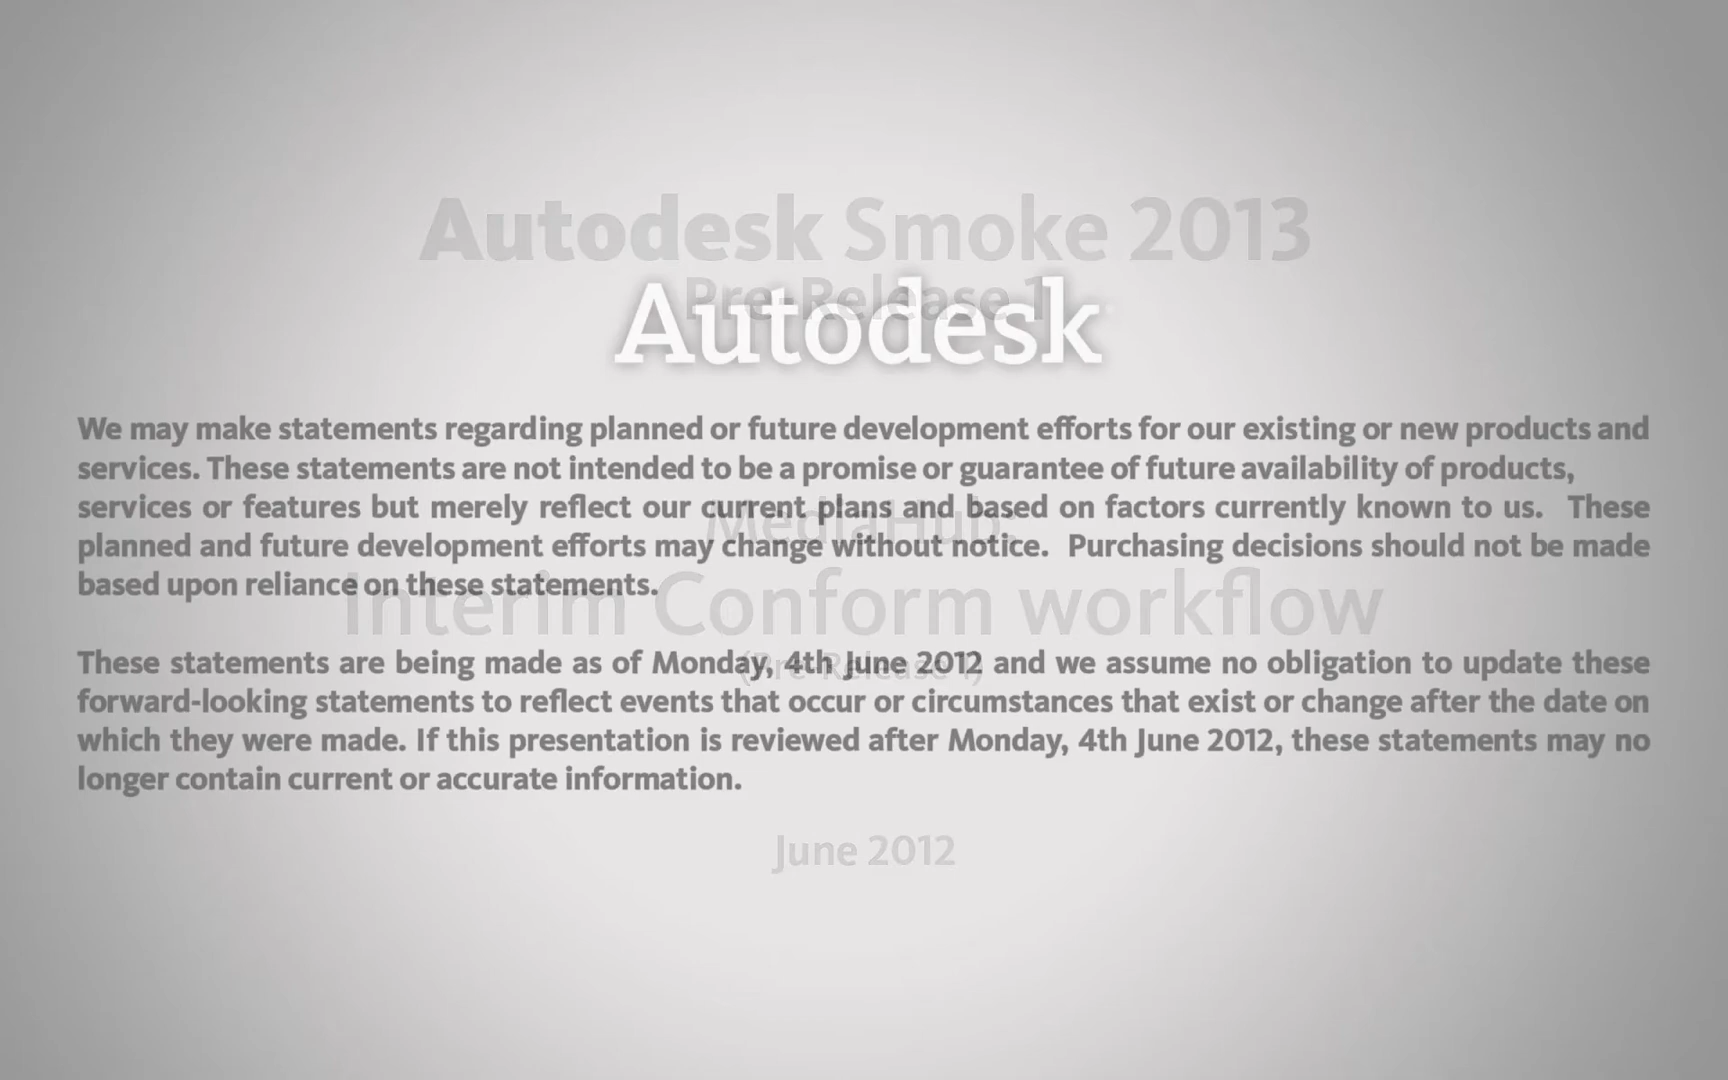 Autodesk Smoke 2013
Pre-Release 1
Autodesk
We may make statements regarding planned or future development efforts for our existing or new products and
services. These statements are not intended to be a promise or guarantee of future availability of products,
services or features but merely reflect our current plans and based on factors currently known to us.  These
MediaHub:
planned and future development efforts may change without notice.  Purchasing decisions should not be made
based upon reliance on these statements.
Interim Conform workflow
These statements are being made as of Monday, 4th June 2012 and we assume no obligation to update these
(Pre-Release 1)
forward-looking statements to reflect events that occur or circumstances that exist or change after the date on
which they were made. If this presentation is reviewed after Monday, 4th June 2012, these statements may no
longer contain current or accurate information.
June 2012